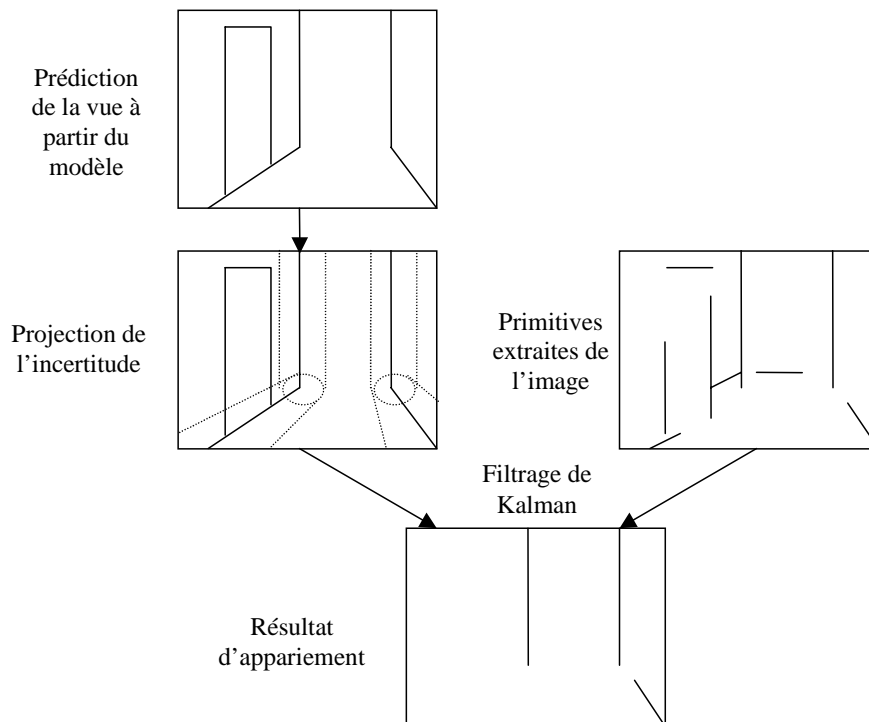 Prédiction
de la vue à
partir du
modèle
Projection de
l’incertitude
Primitives
extraites de
l’image
Filtrage de
Kalman
Résultat
d’appariement